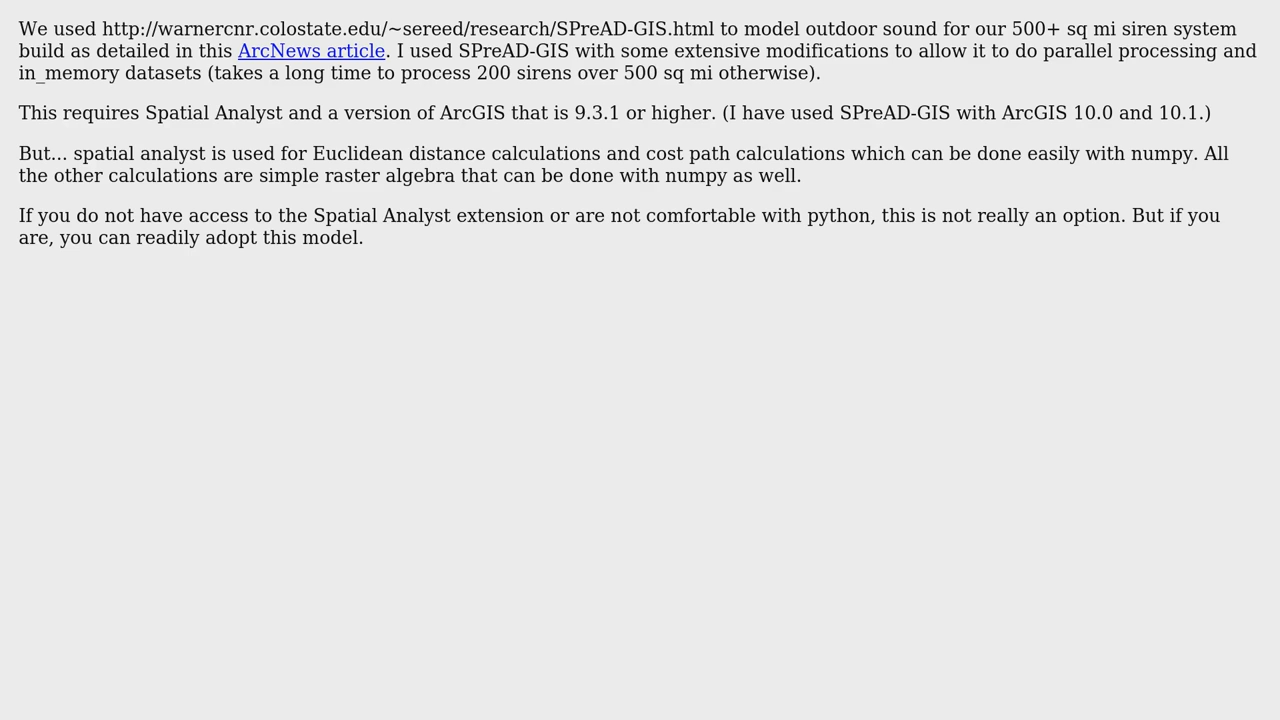 We used http://warnercnr.colostate.edu/~sereed/research/SPreAD-GIS.html to model outdoor sound for our 500+ sq mi siren system
build as detailed in this ArcNews article. I used SPreAD-GIS with some extensive modifications to allow it to do parallel processing and
in_memory datasets (takes a long time to process 200 sirens over 500 sq mi otherwise).
This requires Spatial Analyst and a version of ArcGIS that is 9.3.1 or higher. (I have used SPreAD-GIS with ArcGIS 10.0 and 10.1.)
But... spatial analyst is used for Euclidean distance calculations and cost path calculations which can be done easily with numpy. All
the other calculations are simple raster algebra that can be done with numpy as well.
If you do not have access to the Spatial Analyst extension or are not comfortable with python, this is not really an option. But if you
are, you can readily adopt this model.